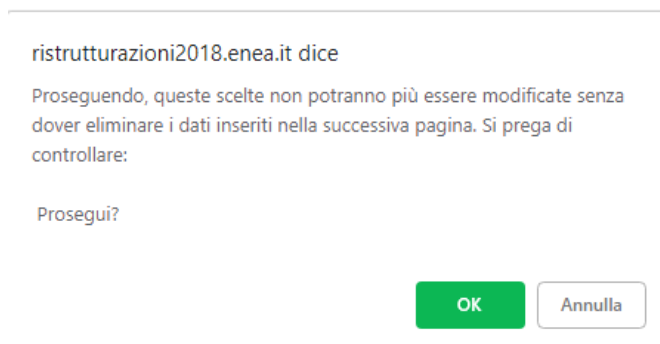 ristrutturazioni2018.enea.it dice
Proseguendo, queste scelte non potranno più essere modificate senza
dover eliminare i dati inseriti nella successiva pagina. Si prega di
controllare:
Prosegui?
OK
Annulla